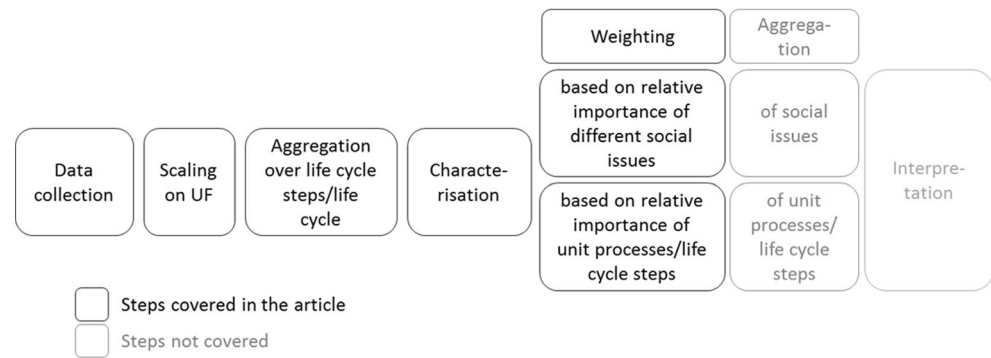 Weighting
Aggrega-
tion
based on relative
importance of
different social
issues
of social
issues
Data
collection
Scaling
on UF
Aggregation
over life cycle
steps/life
cycle
Characte-
risation
Interpre-
tation
based on relative
importance of
unit processes/life
cycle steps
of unit
processes/
life cycle
steps
Steps covered in the article
Steps not covered